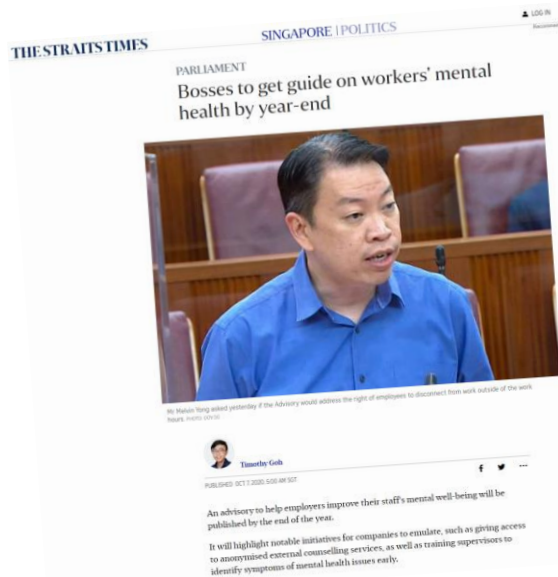 THE STRAITS TIMES
SINGAPORE | POLITICS
LOG IN
PARLIAMENT
Bosses to get guide on workers' mental
health by year-end
Mr Melvin Yong asked yesterday if the Advisory would address the right of employees to disconnect from work outside of the work
hours. PHOTO: GOV.SG
Timothy Goh
PUBLISHED OCT 7, 2020, 5:00 AM SGT
An advisory to help employers improve their staff's mental well-being will be
published by the end of the year.
It will highlight notable initiatives for companies to emulate, such as giving access
to anonymised external counselling services, as well as training supervisors to
identify symptoms of mental health issues early.